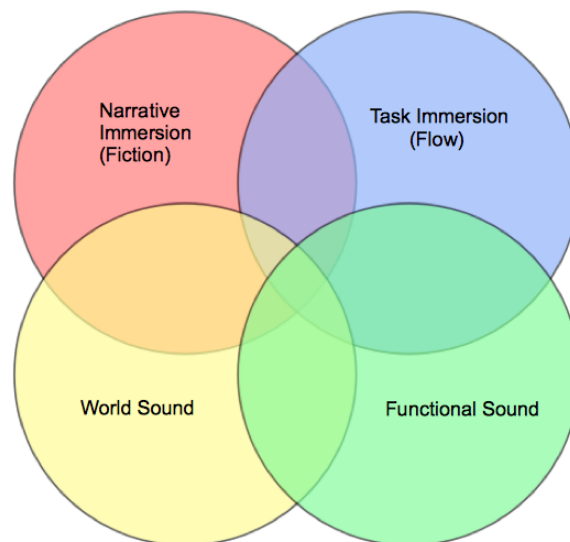 Narrative
Immersion
(Fiction)
Task Immersion
(Flow)
World Sound
Functional Sound